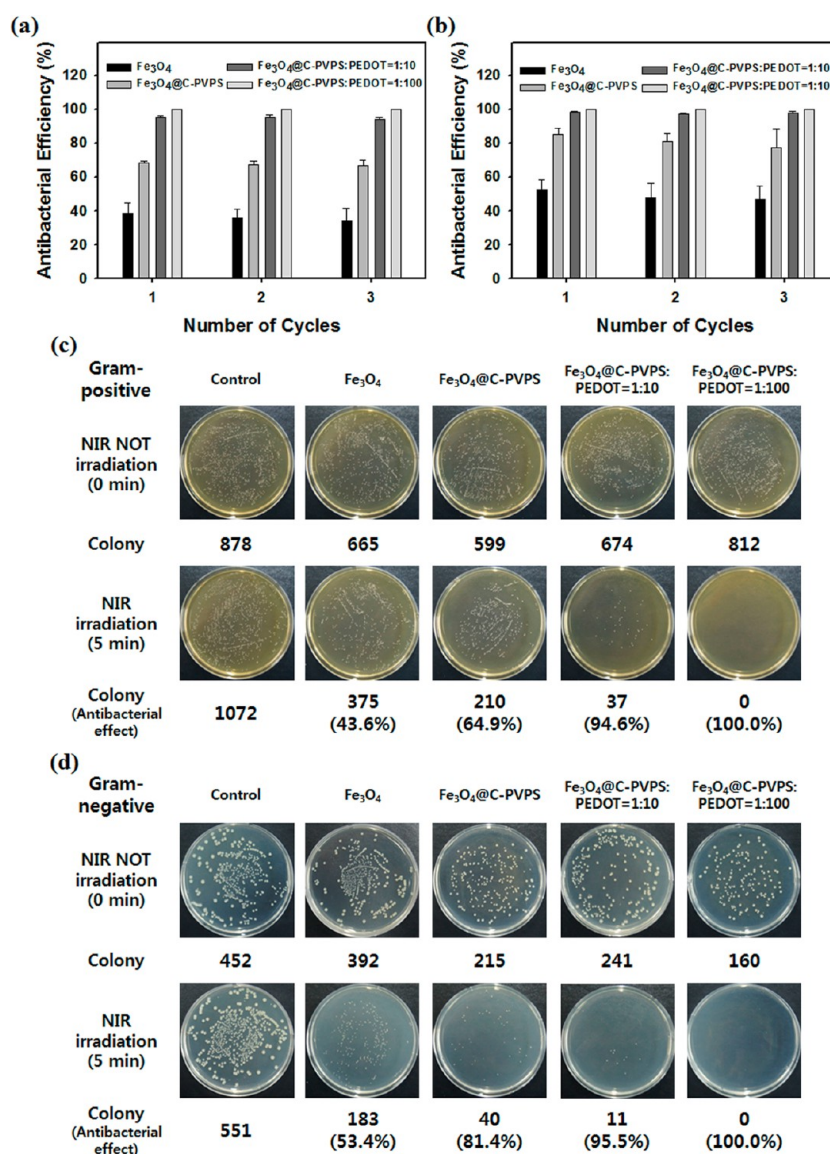 (a)
Antibacterial Efficiency (%)
Fe₃O₄
Fe₃O₄@C-PVPS:PEDOT=1:10
Fe₃O₄@C-PVPS
Fe₃O₄@C-PVPS:PEDOT=1:100
120
100
80
60
40
20
0
1 2 3
Number of Cycles
(b)
Antibacterial Efficiency (%)
Fe₃O₄
Fe₃O₄@C-PVPS:PEDOT=1:10
Fe₃O₄@C-PVPS
Fe₃O₄@C-PVPS:PEDOT=1:10
120
100
80
60
40
20
0
1 2 3
Number of Cycles
(c)
Gram-
positive
Control
Fe₃O₄
Fe₃O₄@C-PVPS
Fe₃O₄@C-PVPS:
PEDOT=1:10
Fe₃O₄@C-PVPS:
PEDOT=1:100
NIR NOT
irradiation
(0 min)
Colony 878 665 599 674 812
NIR
irradiation
(5 min)
Colony
(Antibacterial
effect)
1072
375
(43.6%)
210
(64.9%)
37
(94.6%)
0
(100.0%)
(d)
Gram-
negative
Control
Fe₃O₄
Fe₃O₄@C-PVPS
Fe₃O₄@C-PVPS:
PEDOT=1:10
Fe₃O₄@C-PVPS:
PEDOT=1:100
NIR NOT
irradiation
(0 min)
Colony 452 392 215 241 160
NIR
irradiation
(5 min)
Colony
(Antibacterial
effect)
551
183
(53.4%)
40
(81.4%)
11
(95.5%)
0
(100.0%)